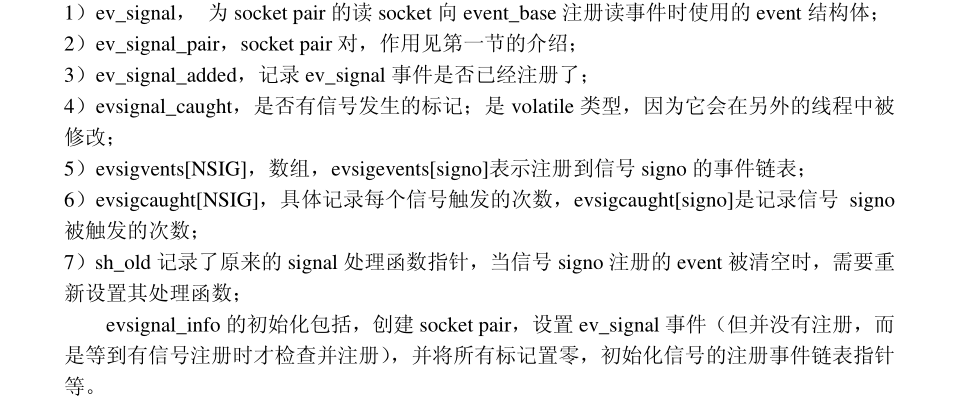 1）ev_signal， 为 socket pair 的读 socket 向 event_base 注册读事件时使用的 event 结构体；
2）ev_signal_pair，socket pair 对，作用见第一节的介绍；
3）ev_signal_added，记录 ev_signal 事件是否已经注册了；
4）evsignal_caught，是否有信号发生的标记；是 volatile 类型，因为它会在另外的线程中被
修改；
5）evsigvents[NSIG]，数组，evsigevents[signo]表示注册到信号 signo 的事件链表；
6）evsigcaught[NSIG]，具体记录每个信号触发的次数，evsigcaught[signo]是记录信号 signo
被触发的次数；
7）sh_old 记录了原来的 signal 处理函数指针，当信号 signo 注册的 event 被清空时，需要重
新设置其处理函数；
evsignal_info 的初始化包括，创建 socket pair，设置 ev_signal 事件（但并没有注册，而
是等到有信号注册时才检查并注册），并将所有标记置零，初始化信号的注册事件链表指针
等。